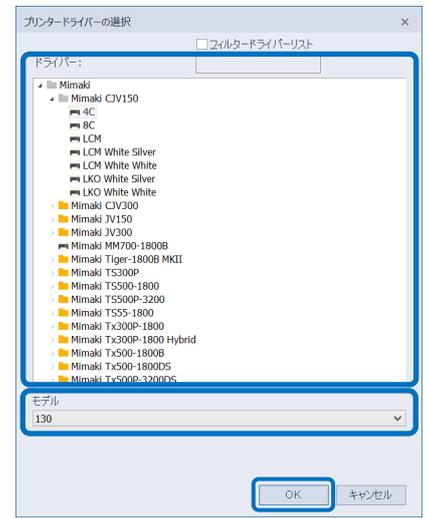 プリンタードライバーの選択
フィルタードライバーリスト
ドライバー:
Mimaki
Mimaki CJV150
4C
8C
LCM
LCM White Silver
LCM White White
LKO White Silver
LKO White White
Mimaki CJV300
Mimaki JV150
Mimaki JV300
Mimaki MM700-1800B
Mimaki Tiger-1800B MKII
Mimaki TS300P
Mimaki TS500-1800
Mimaki TS500P-3200
Mimaki TS55-1800
Mimaki Tx300P-1800
Mimaki Tx300P-1800 Hybrid
Mimaki Tx500-1800B
Mimaki Tx500-1800DS
Mimaki Tx500P-3200DS
モデル
130
OK
キャンセル